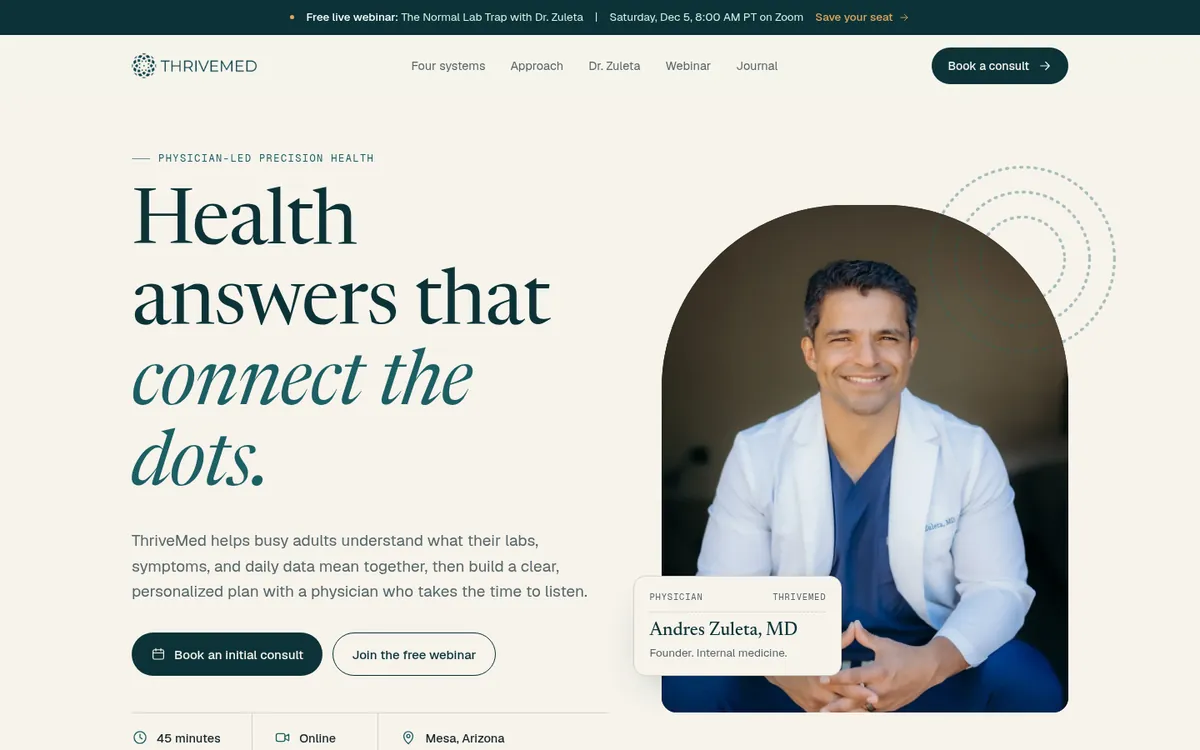 Free live webinar: The Normal Lab Trap with Dr. Zuleta | Saturday, Dec 5, 8:00 AM PT on Zoom Save your seat →
THRIVEMED
Four systems Approach Dr. Zuleta Webinar Journal
Book a consult →
PHYSICIAN-LED PRECISION HEALTH
Health
answers that
connect the
dots.
ThriveMed helps busy adults understand what their labs,
symptoms, and daily data mean together, then build a clear,
personalized plan with a physician who takes the time to listen.
Book an initial consult
Join the free webinar
45 minutes
Online
Mesa, Arizona
Zuleta, MD
PHYSICIAN THRIVEMED
Andres Zuleta, MD
Founder. Internal medicine.